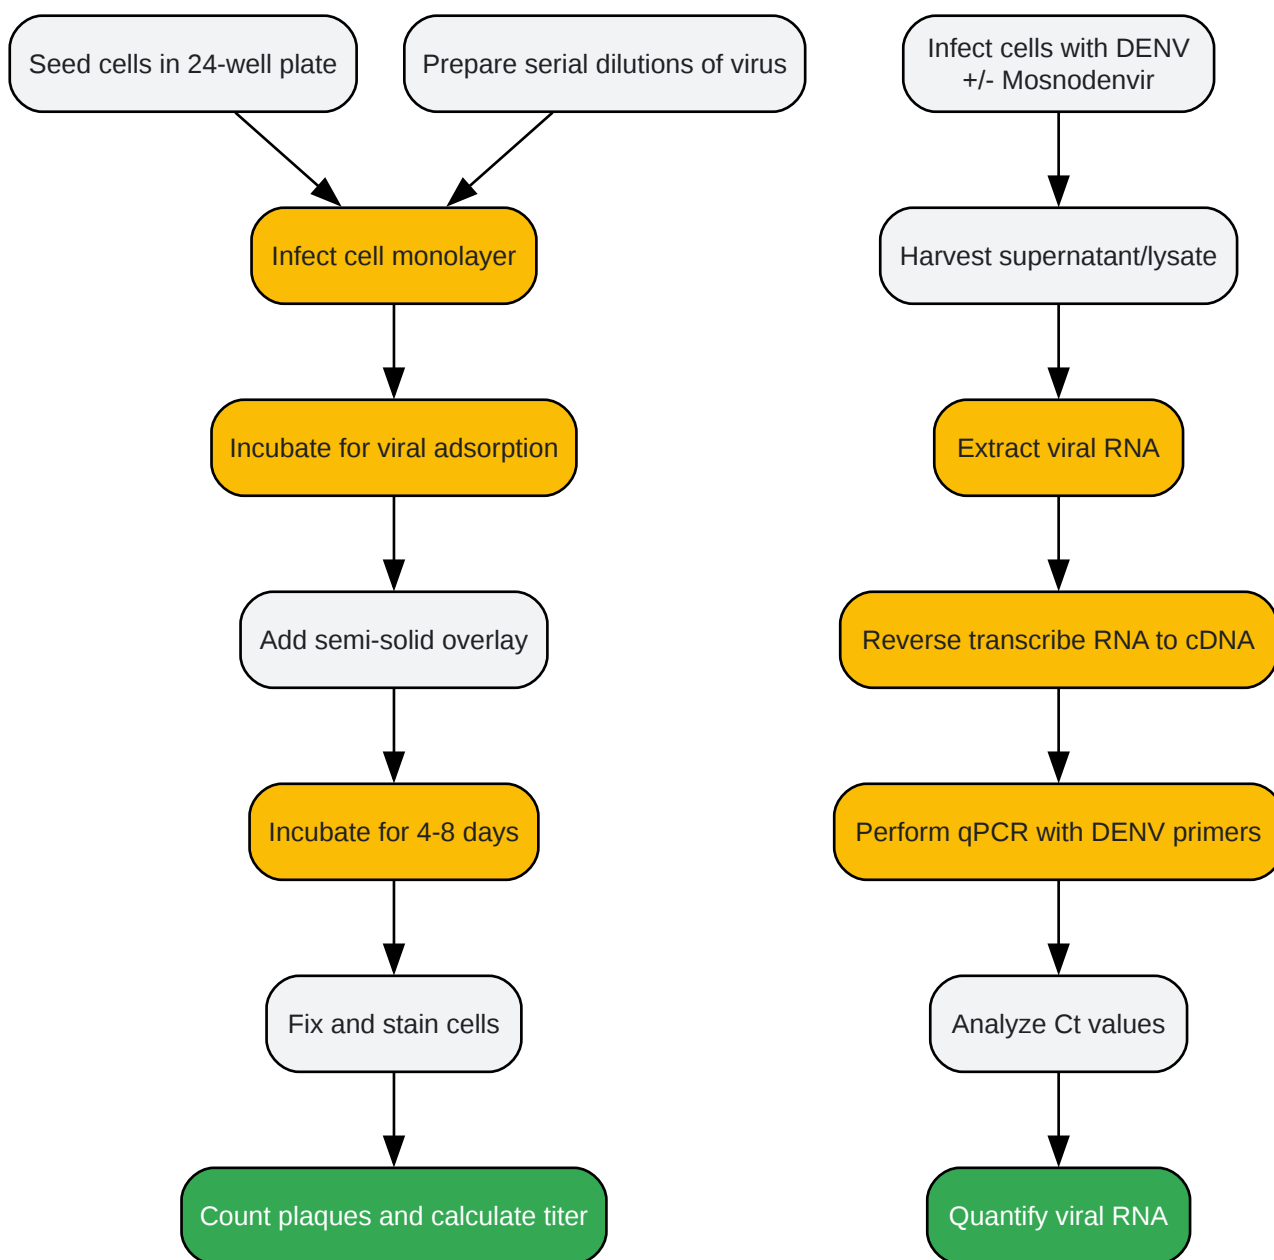 Seed cells in 24-well plate
Prepare serial dilutions of virus
Infect cell monolayer
Incubate for viral adsorption
Add semi-solid overlay
Incubate for 4-8 days
Fix and stain cells
Count plaques and calculate titer
Infect cells with DENV
+/- Mosnodenvir
Harvest supernatant/lysate
Extract viral RNA
Reverse transcribe RNA to cDNA
Perform qPCR with DENV primers
Analyze Ct values
Quantify viral RNA